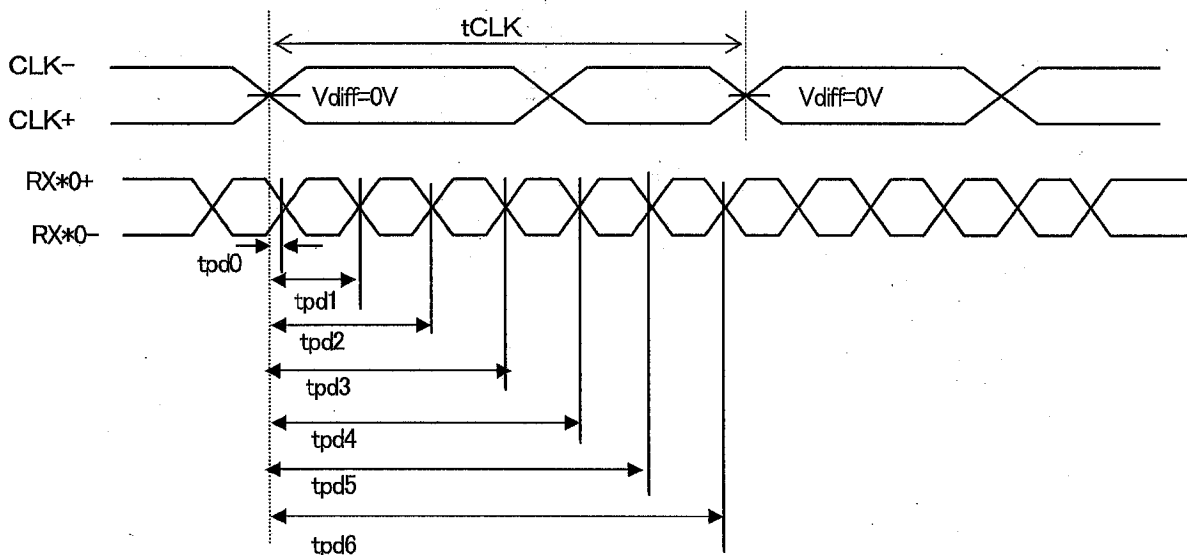 tCLK
CLK−
Vdiff=0V
Vdiff=0V
CLK+
RX*0+
RX*0-
tpd0
tpd1
tpd2
tpd3
tpd4
tpd5
tpd6